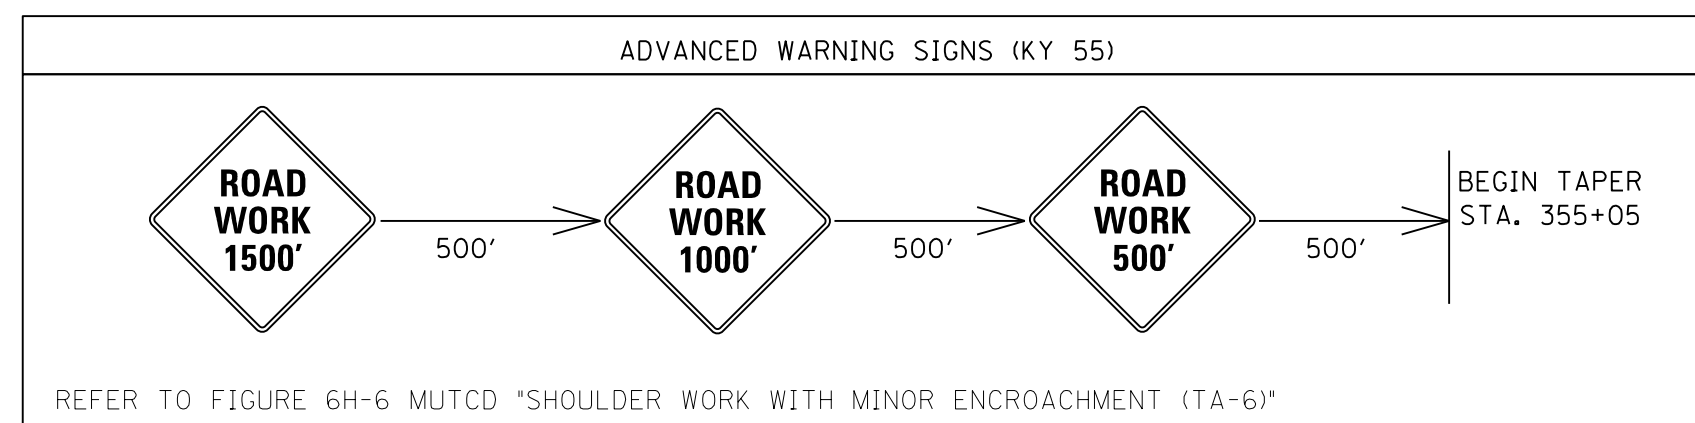 ADVANCED WARNING SIGNS (KY 55)
ROAD
WORK
1500'
500'
ROAD
WORK
1000'
500'
ROAD
WORK
500'
500'
BEGIN TAPER
STA. 355+05
REFER TO FIGURE 6H-6 MUTCD "SHOULDER WORK WITH MINOR ENCROACHMENT (TA-6)"